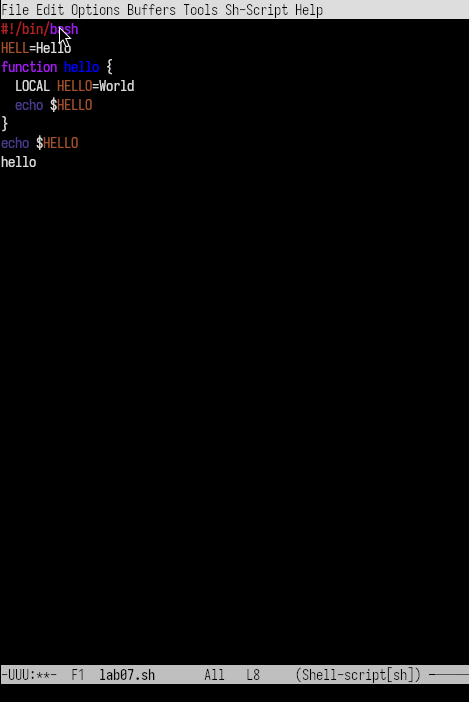 File Edit Options Buffers Tools Sh-Script Help
#!/bin/bash
HELL=Hello
function hello {
  LOCAL HELLO=World
  echo $HELLO
}
echo $HELLO
hello
-UUU:**-  F1  lab07.sh       All   L8     (Shell-script[sh])